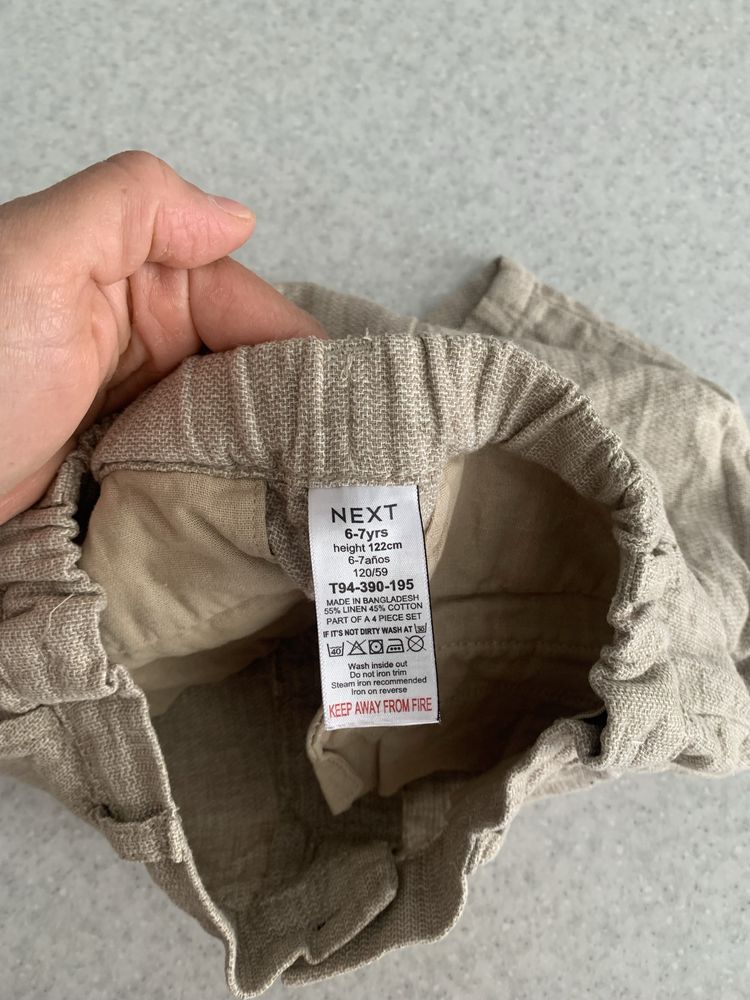 NEXT
6-7yrs
height 122cm
6-7años
120/59
T94-390-195
MADE IN BANGLADESH
55% LINEN 45% COTTON
PART OF A 4 PIECE SET
IF IT'S NOT DIRTY WASH AT 30
40
Wash inside out
Do not iron trim
Steam iron recommended
Iron on reverse
KEEP AWAY FROM FIRE